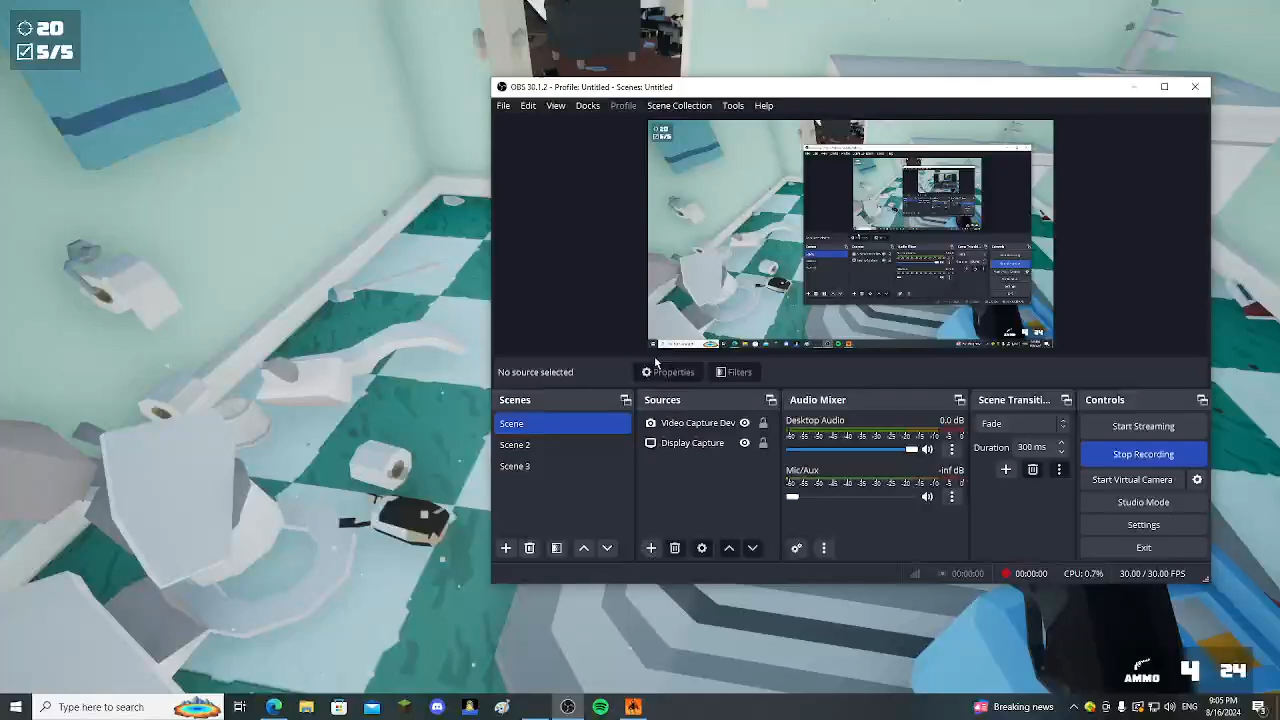 20
5/5
OBS 30.1.2 - Profile: Untitled - Scenes: Untitled
File Edit View Docks Profile Scene Collection Tools Help
No source selected
Properties
Filters
Scenes
Sources
Audio Mixer
Scene Transiti...
Controls
Scene
Scene 2
Scene 3
Video Capture Dev
Display Capture
Desktop Audio 0.0 dB
Mic/Aux -inf dB
Fade
Duration 300 ms
Start Streaming
Stop Recording
Start Virtual Camera
Studio Mode
Settings
Exit
00:00:00
00:00:00
CPU: 0.7%
30.00 / 30.00 FPS
AMMO 4 24
Type here to search
Breaking news
9:05 PM
8/16/2024